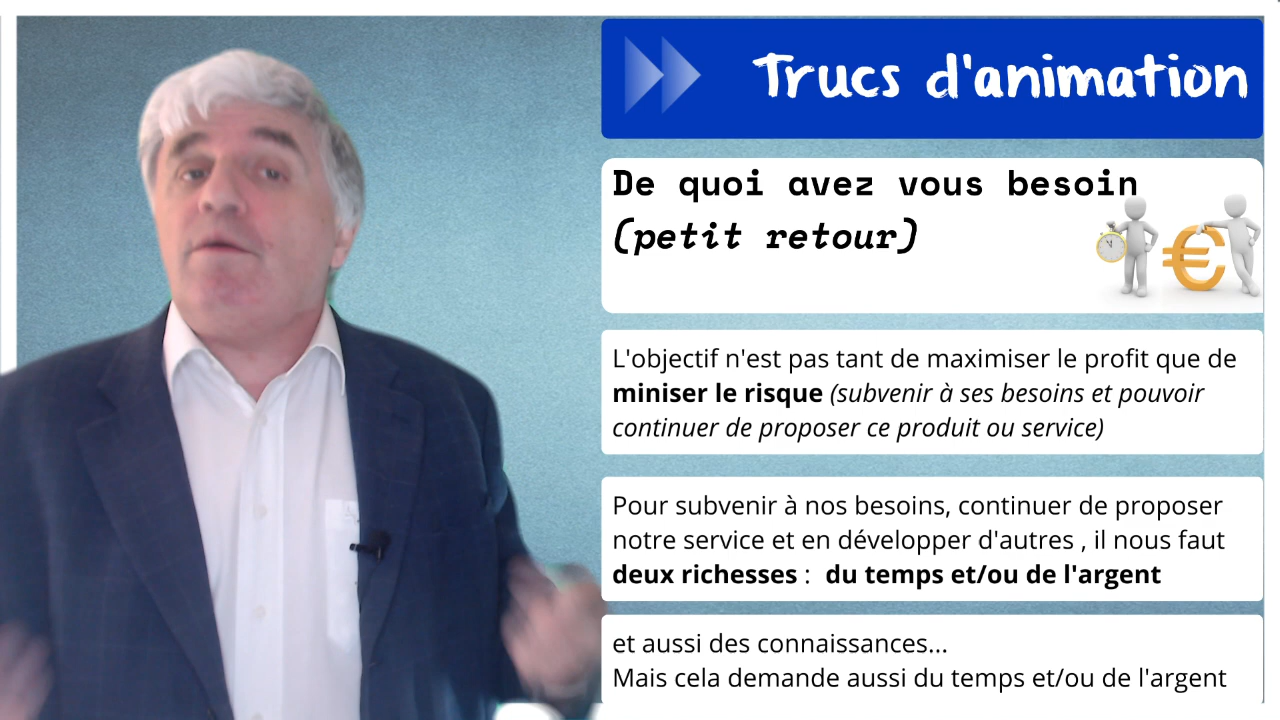 Trucs d'animation
De quoi avez vous besoin
(petit retour)
€
L'objectif n'est pas tant de maximiser le profit que de
miniser le risque (subvenir à ses besoins et pouvoir
continuer de proposer ce produit ou service)
Pour subvenir à nos besoins, continuer de proposer
notre service et en développer d'autres , il nous faut
deux richesses : du temps et/ou de l'argent
et aussi des connaissances...
Mais cela demande aussi du temps et/ou de l'argent